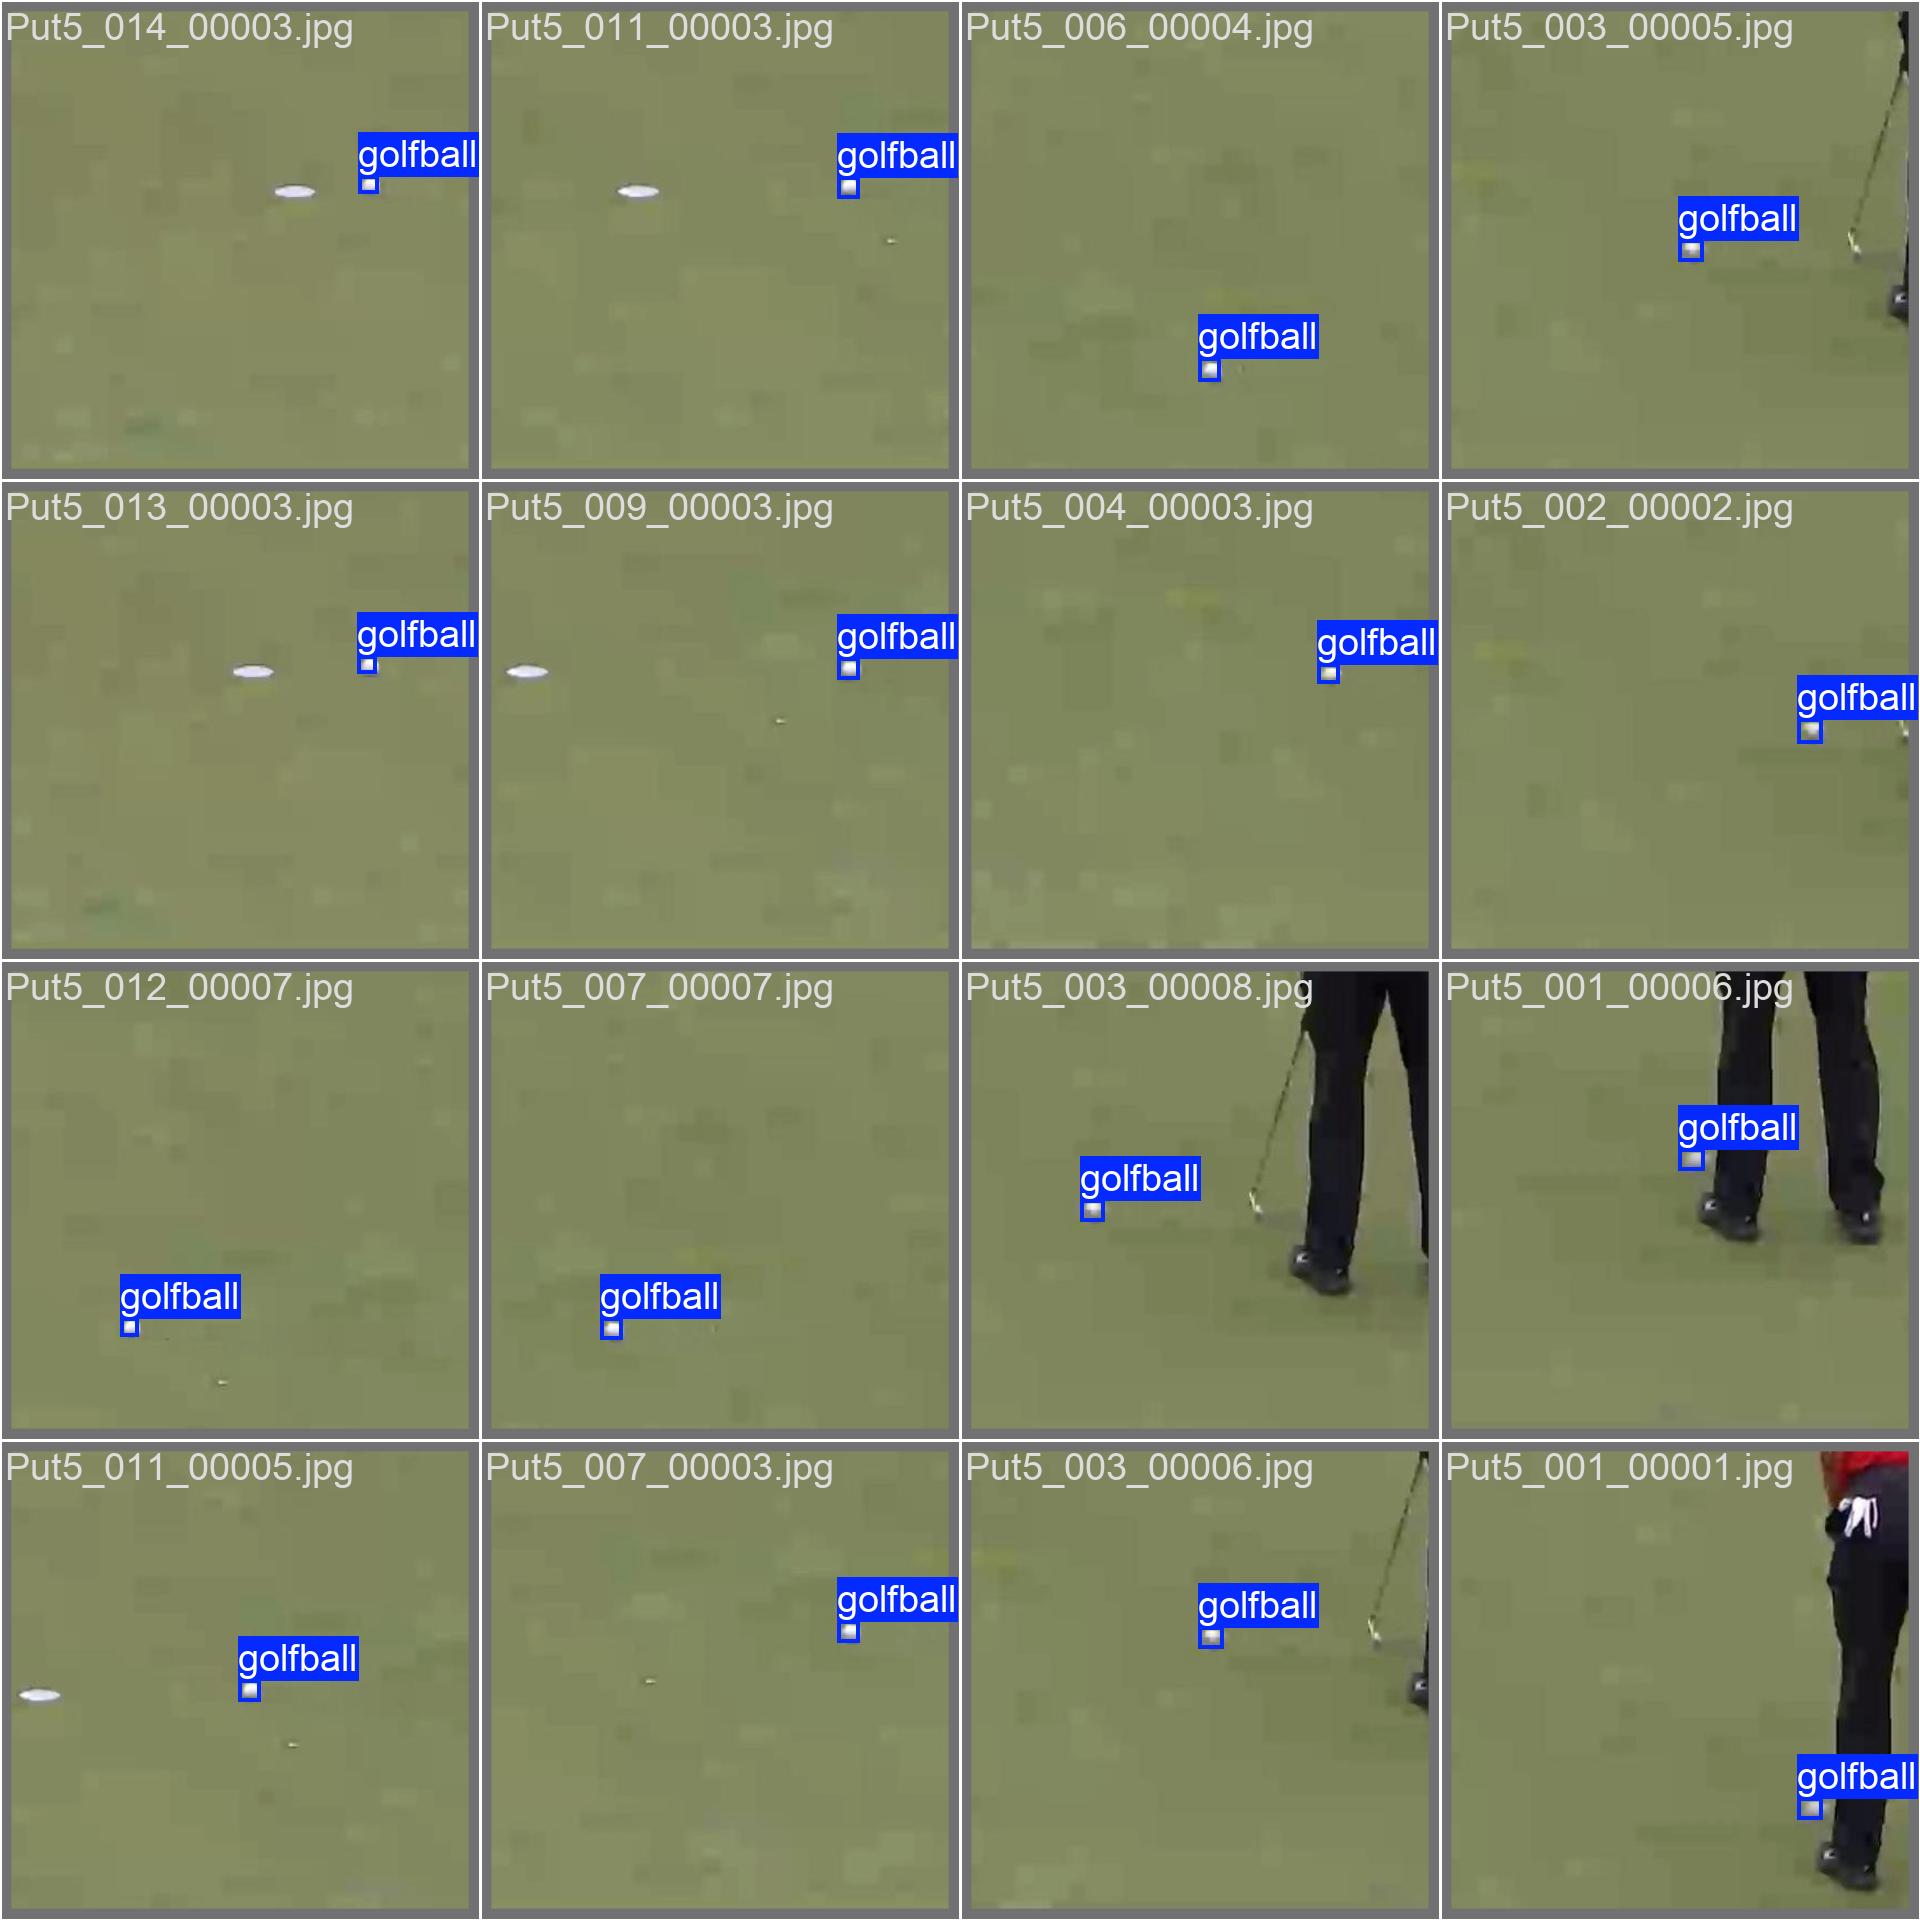 Put5_014_00003.jpg
golfball
Put5_011_00003.jpg
golfball
Put5_006_00004.jpg
golfball
Put5_003_00005.jpg
golfball
Put5_013_00003.jpg
golfball
Put5_009_00003.jpg
golfball
Put5_004_00003.jpg
golfball
Put5_002_00002.jpg
golfball
Put5_012_00007.jpg
golfball
Put5_007_00007.jpg
golfball
Put5_003_00008.jpg
golfball
Put5_001_00006.jpg
golfball
Put5_011_00005.jpg
golfball
Put5_007_00003.jpg
golfball
Put5_003_00006.jpg
golfball
Put5_001_00001.jpg
golfball